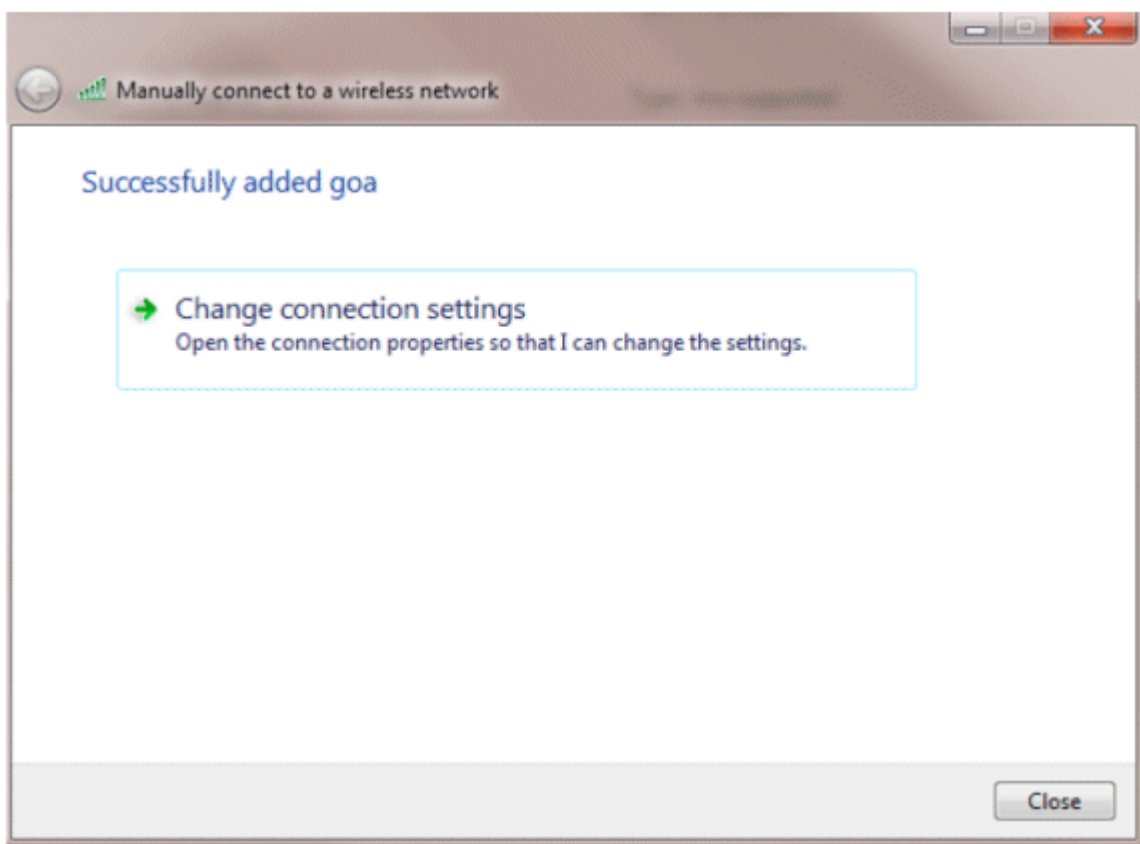 Manually connect to a wireless network
Successfully added goa
Change connection settings
Open the connection properties so that I can change the settings.
Close